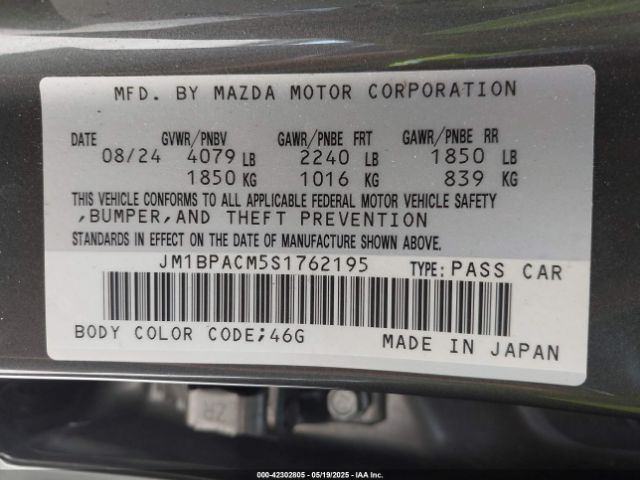 MFD. BY MAZDA MOTOR CORPORATION
DATE GVWR/PNBV GAWR/PNBE FRT GAWR/PNBE RR
08/24 4079 LB 2240 LB 1850 LB
1850 KG 1016 KG 839 KG
THIS VEHICLE CONFORMS TO ALL APPLICABLE FEDERAL MOTOR VEHICLE SAFETY
,BUMPER,AND THEFT PREVENTION
STANDARDS IN EFFECT ON THE DATE OF MANUFACTURE SHOWN ABOVE.
JM1BPACM5S1762195 TYPE: PASS CAR
BODY COLOR CODE;46G MADE IN JAPAN
ZR
000-42302805 - 05/19/2025 - IAA Inc.